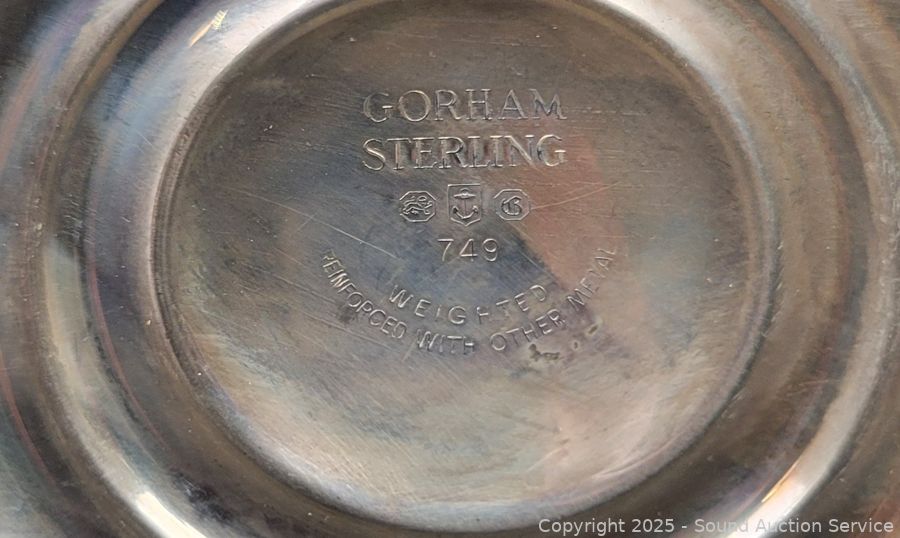 GORHAM
STERLING
749
WEIGHTED
REINFORCED WITH OTHER METAL
Copyright 2025 - Sound Auction Service